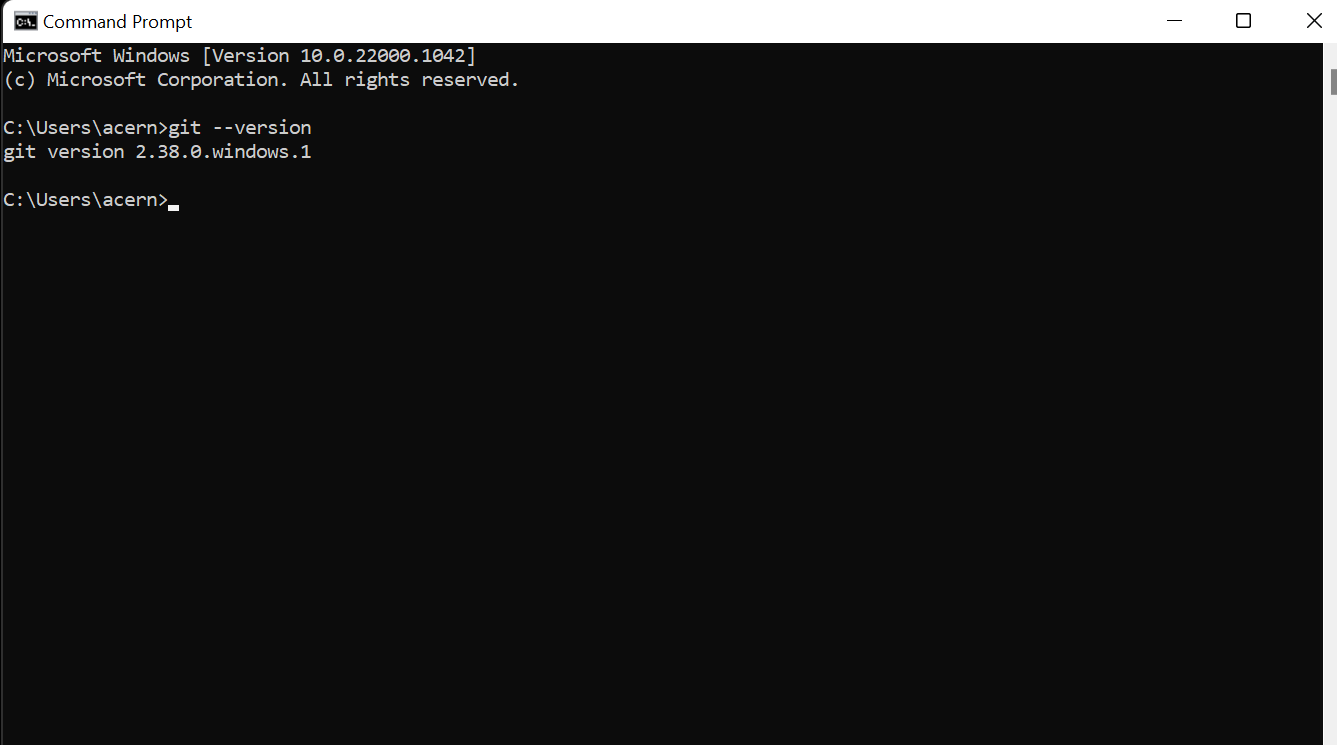 Command Prompt
Microsoft Windows [Version 10.0.22000.1042]
(c) Microsoft Corporation. All rights reserved.
C:\Users\acern>git --version
git version 2.38.0.windows.1
C:\Users\acern>